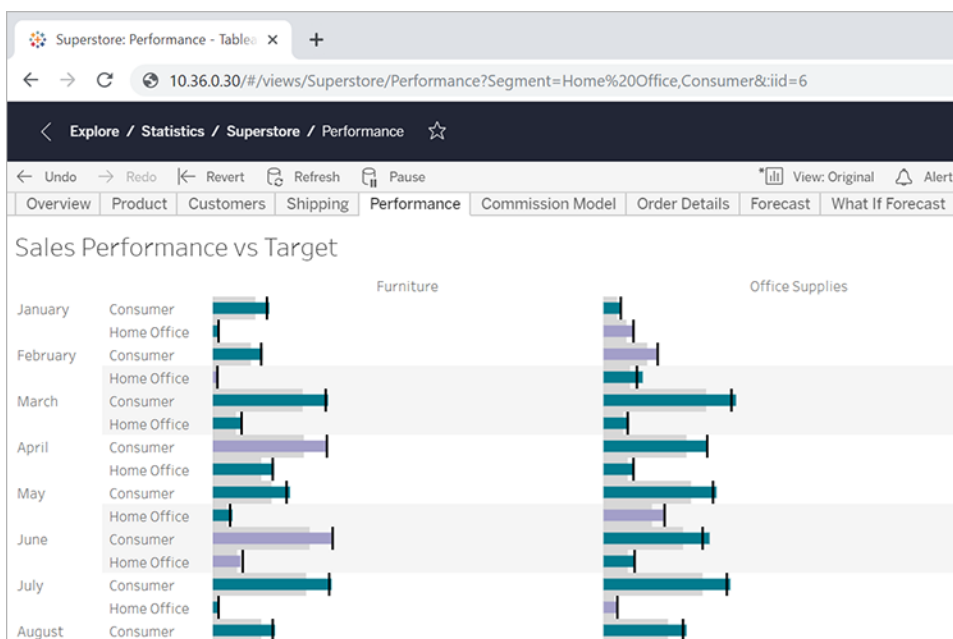 Superstore: Performance - Tablea
10.36.0.30/#/views/Superstore/Performance?Segment=Home%20Office,Consumer&:iid=6
Explore / Statistics / Superstore / Performance
Undo Redo Revert Refresh Pause View: Original Alert
Overview Product Customers Shipping Performance Commission Model Order Details Forecast What If Forecast
Sales Performance vs Target
Furniture Office Supplies
January Consumer
Home Office
February Consumer
Home Office
March Consumer
Home Office
April Consumer
Home Office
May Consumer
Home Office
June Consumer
Home Office
July Consumer
Home Office
August Consumer